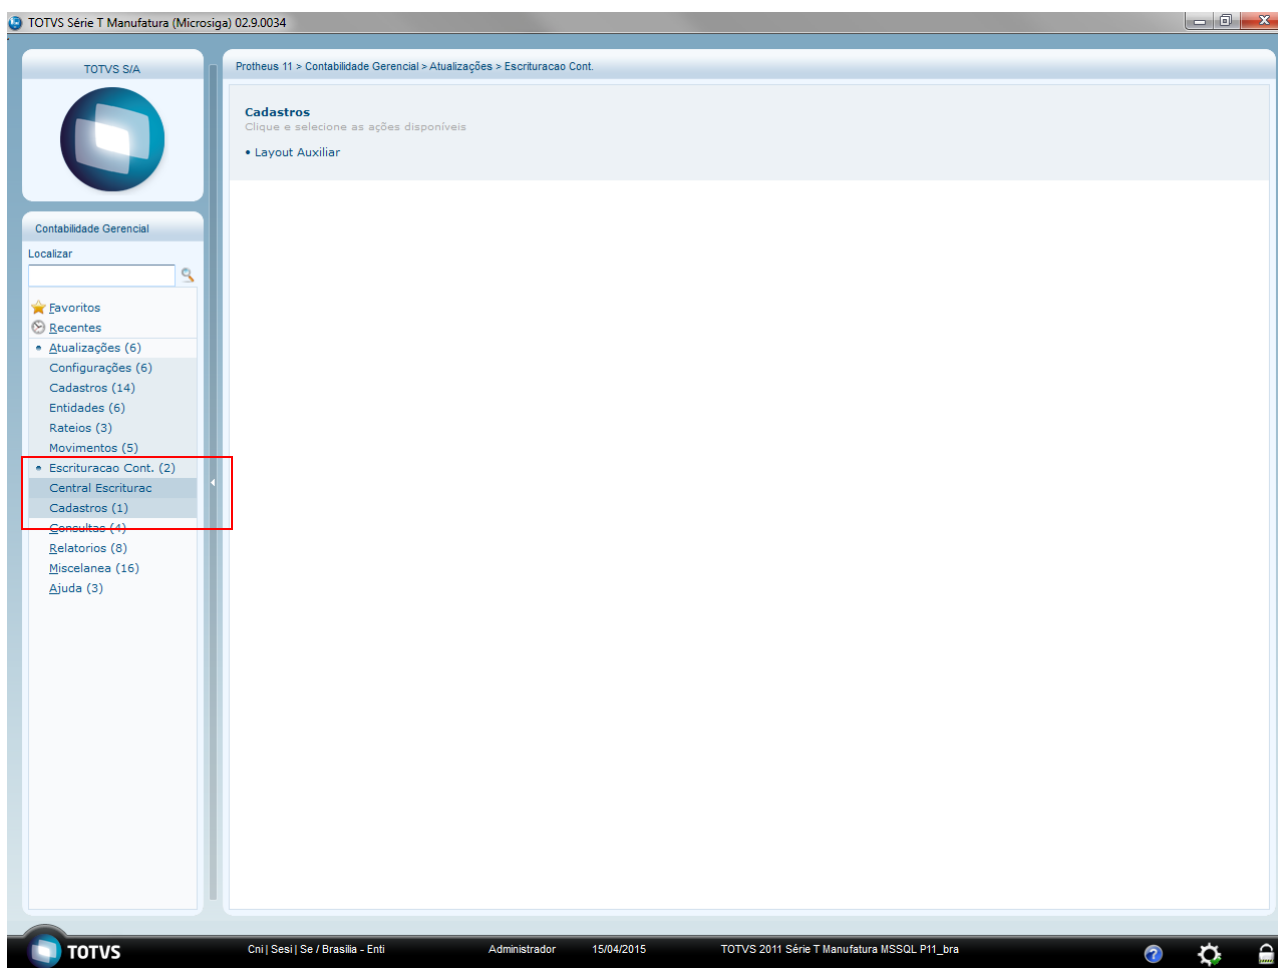 TOTVS Série T Manufatura (Microsiga) 02.9.0034
TOTVS S/A
Protheus 11 > Contabilidade Gerencial > Atualizações > Escrituracao Cont.
Cadastros
Clique e selecione as ações disponíveis
• Layout Auxiliar
Contabilidade Gerencial
Localizar
Favoritos
Recentes
Atualizações (6)
Configurações (6)
Cadastros (14)
Entidades (6)
Rateios (3)
Movimentos (5)
Escrituracao Cont. (2)
Central Escriturac
Cadastros (1)
Consultas (4)
Relatorios (8)
Miscelanea (16)
Ajuda (3)
TOTVS
Cni | Sesi | Se / Brasilia - Enti
Administrador
15/04/2015
TOTVS 2011 Série T Manufatura MSSQL P11_bra